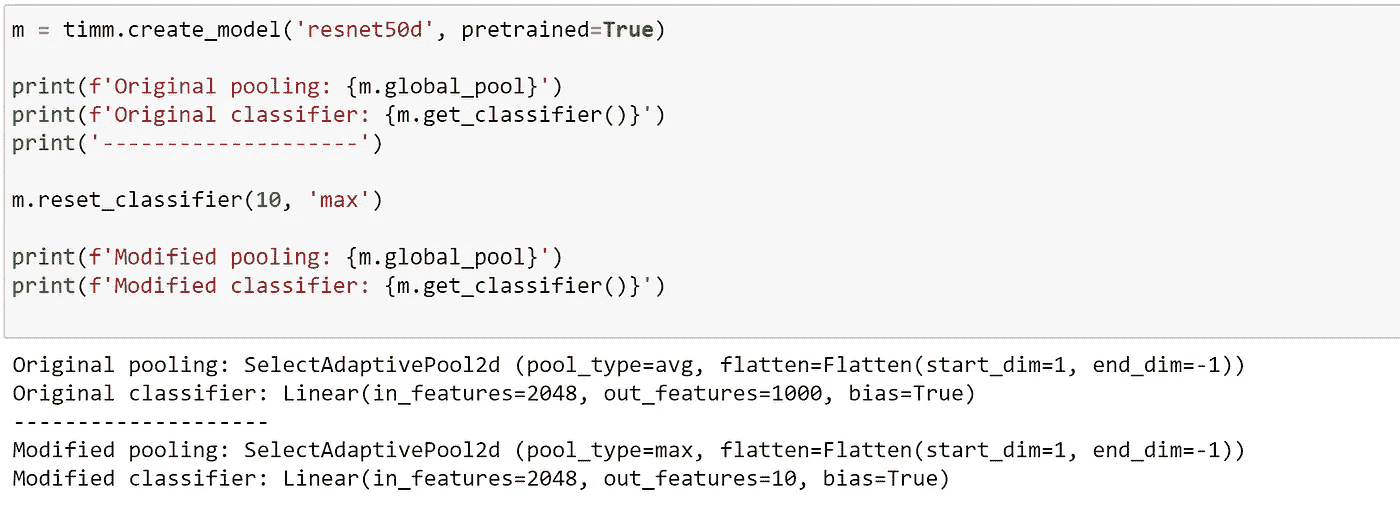 m = timm.create_model('resnet50d', pretrained=True)
print(f'Original pooling: {m.global_pool}')
print(f'Original classifier: {m.get_classifier()}')
print('--------------------')
m.reset_classifier(10, 'max')
print(f'Modified pooling: {m.global_pool}')
print(f'Modified classifier: {m.get_classifier()}')
Original pooling: SelectAdaptivePool2d (pool_type=avg, flatten=Flatten(start_dim=1, end_dim=-1))
Original classifier: Linear(in_features=2048, out_features=1000, bias=True)
--------------------
Modified pooling: SelectAdaptivePool2d (pool_type=max, flatten=Flatten(start_dim=1, end_dim=-1))
Modified classifier: Linear(in_features=2048, out_features=10, bias=True)